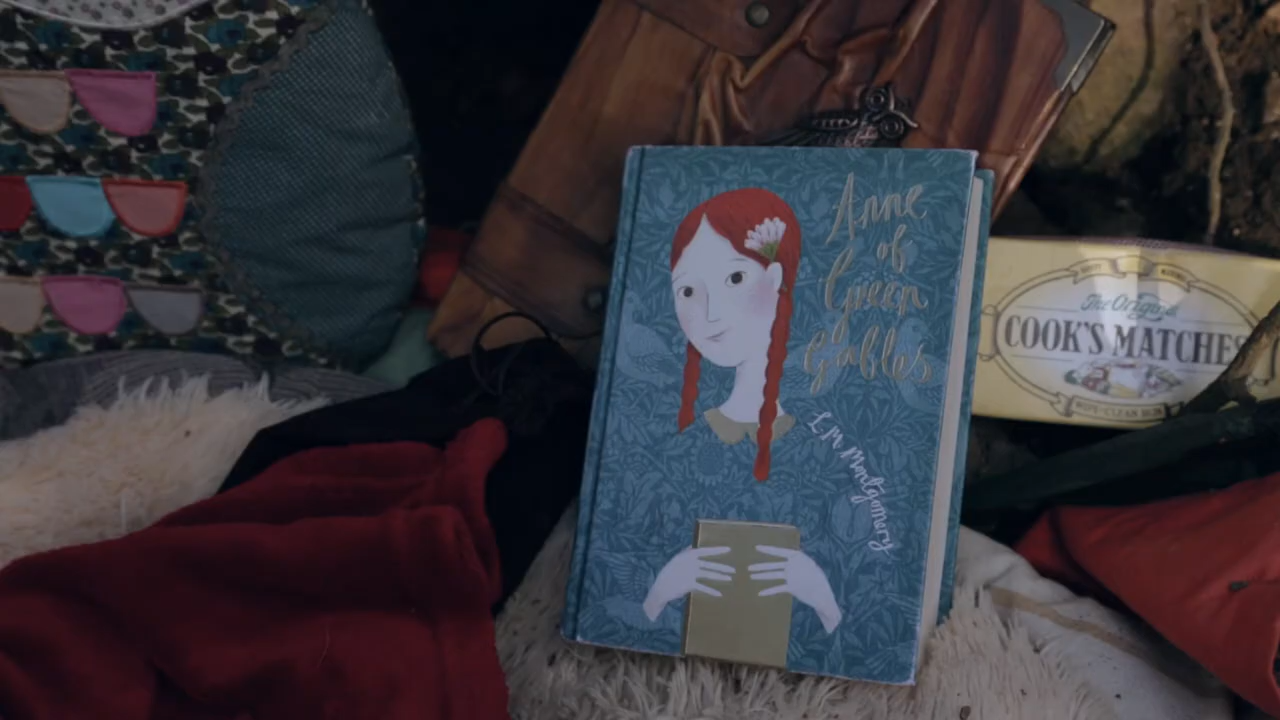 Anne
of
Green
Gables
L. M. Montgomery
The Original
COOK'S MATCHES